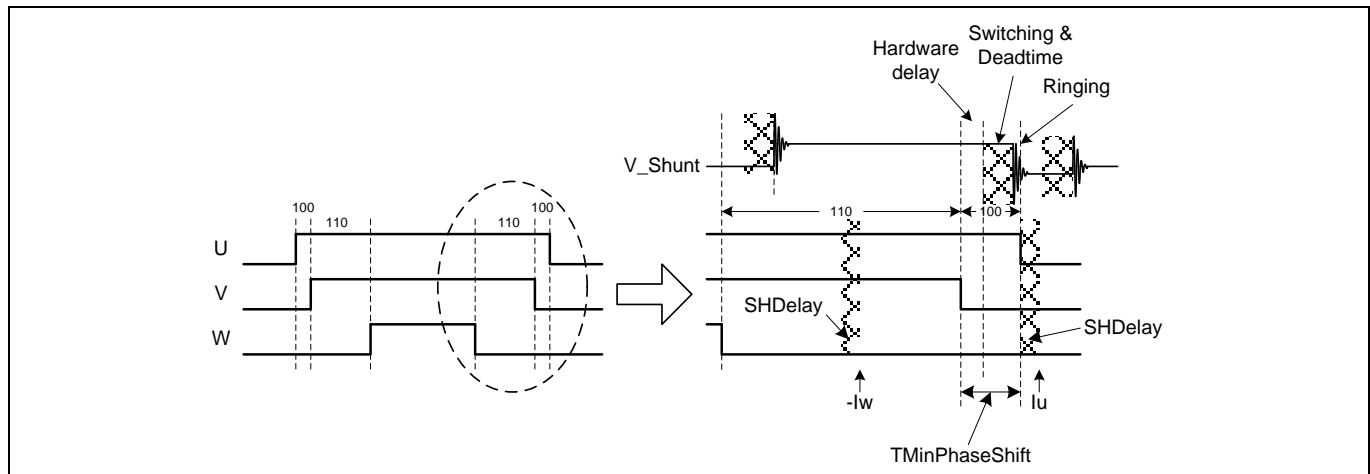 Hardware
delay
Switching &
Deadtime
Ringing
V_Shunt
100
110
110
100
110
100
U
V
W
SHDelay
SHDelay
-Iw
Iu
TMinPhaseShift